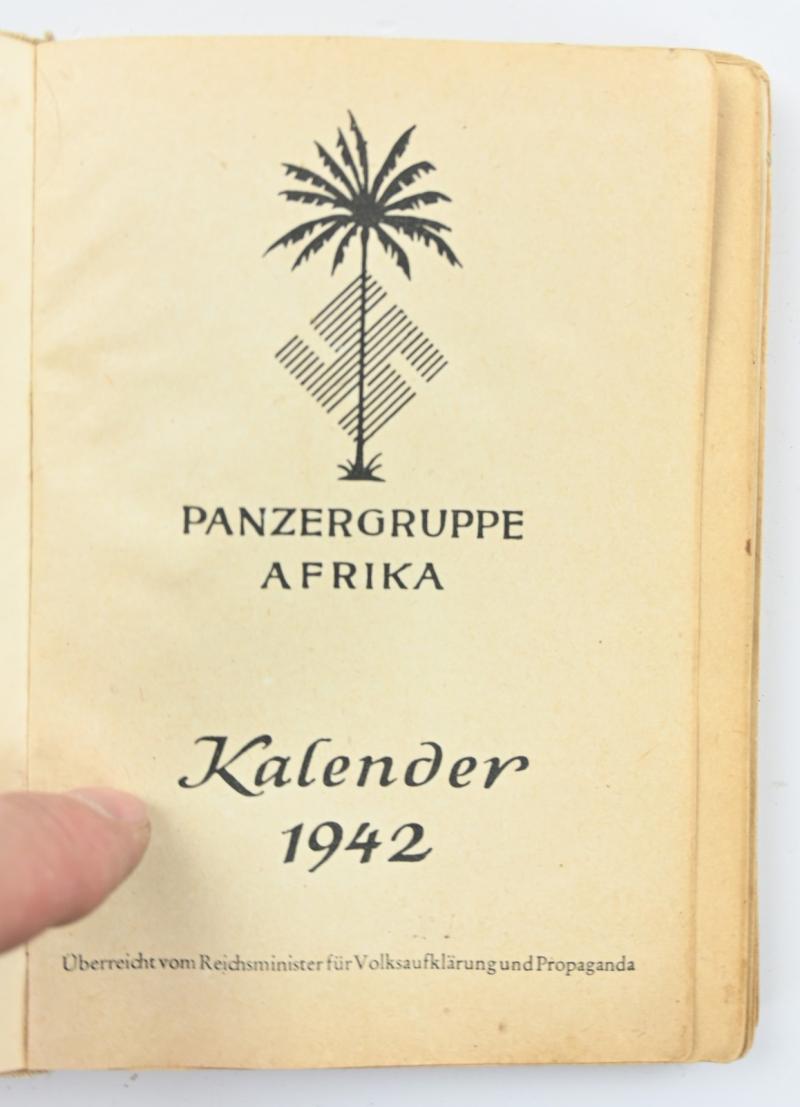 PANZERGRUPPE
AFRIKA
Kalender
1942
Überreicht vom Reichsminister für Volksaufklärung und Propaganda